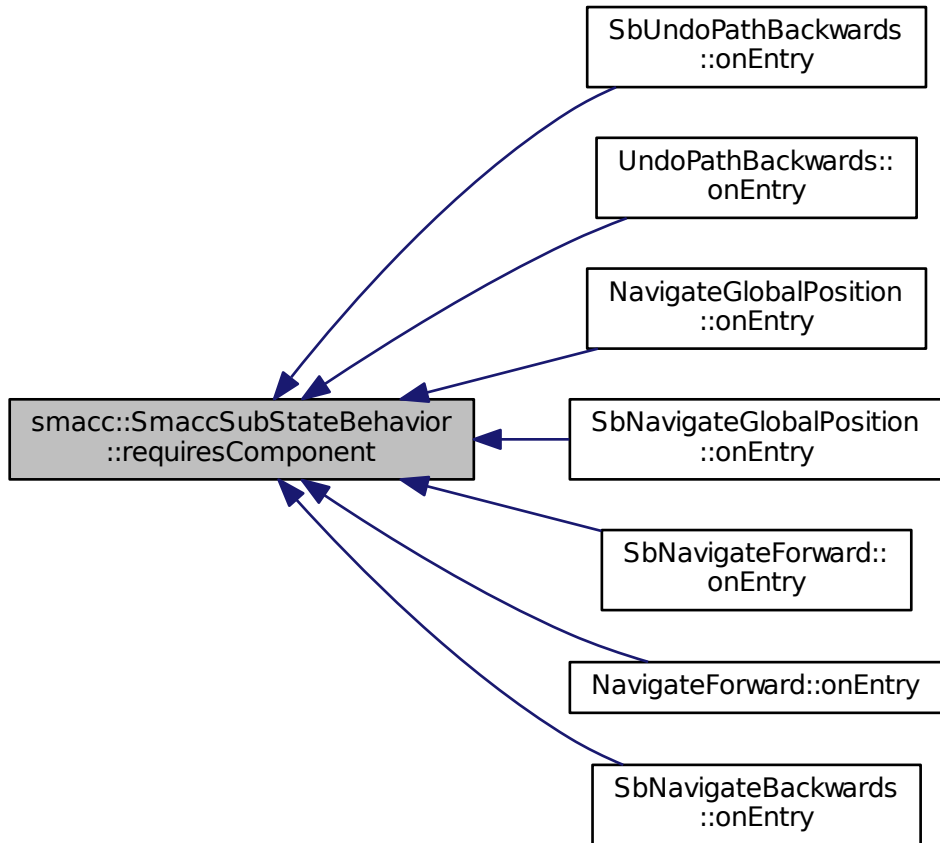 SbUndoPathBackwards
::onEntry
UndoPathBackwards::
onEntry
NavigateGlobalPosition
::onEntry
smacc::SmaccSubStateBehavior
::requiresComponent
SbNavigateGlobalPosition
::onEntry
SbNavigateForward::
onEntry
NavigateForward::onEntry
SbNavigateBackwards
::onEntry